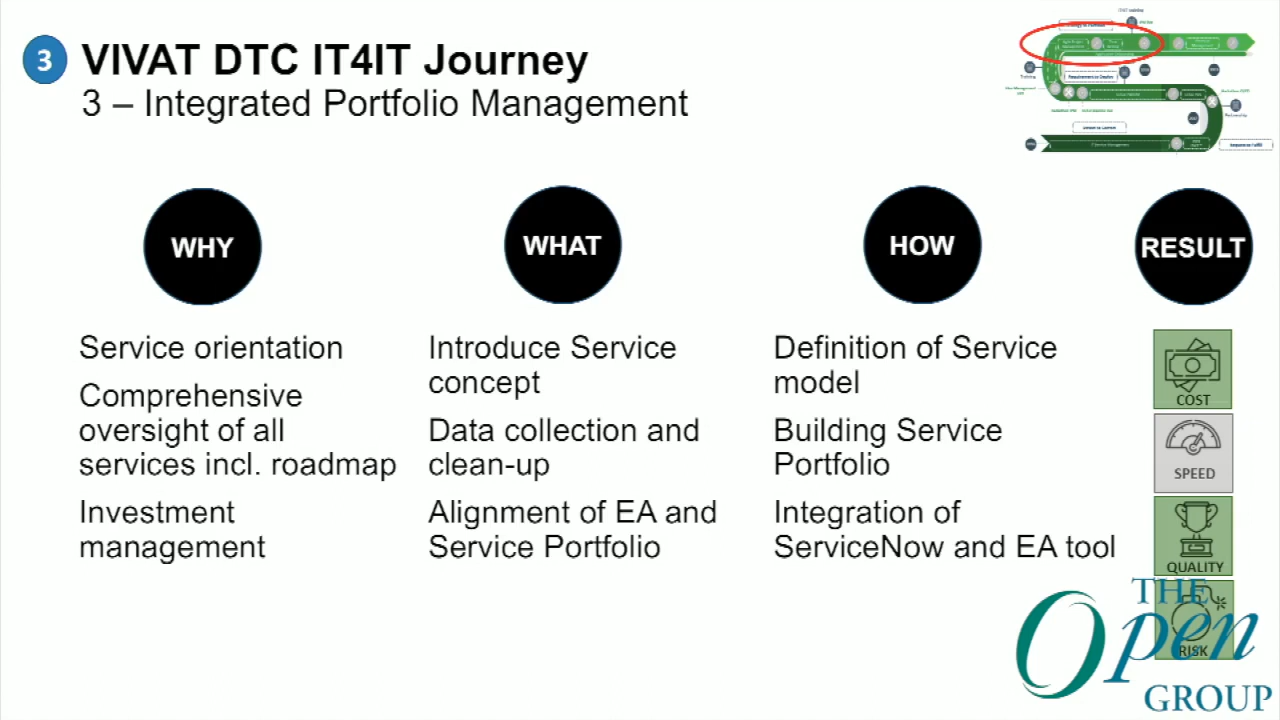 3
VIVAT DTC IT4IT Journey
3 – Integrated Portfolio Management
WHY
Service orientation
Comprehensive
oversight of all
services incl. roadmap
Investment
management
WHAT
Introduce Service
concept
Data collection and
clean-up
Alignment of EA and
Service Portfolio
HOW
Definition of Service
model
Building Service
Portfolio
Integration of
ServiceNow and EA tool
RESULT
COST
SPEED
QUALITY
RISK
THE
Open
GROUP